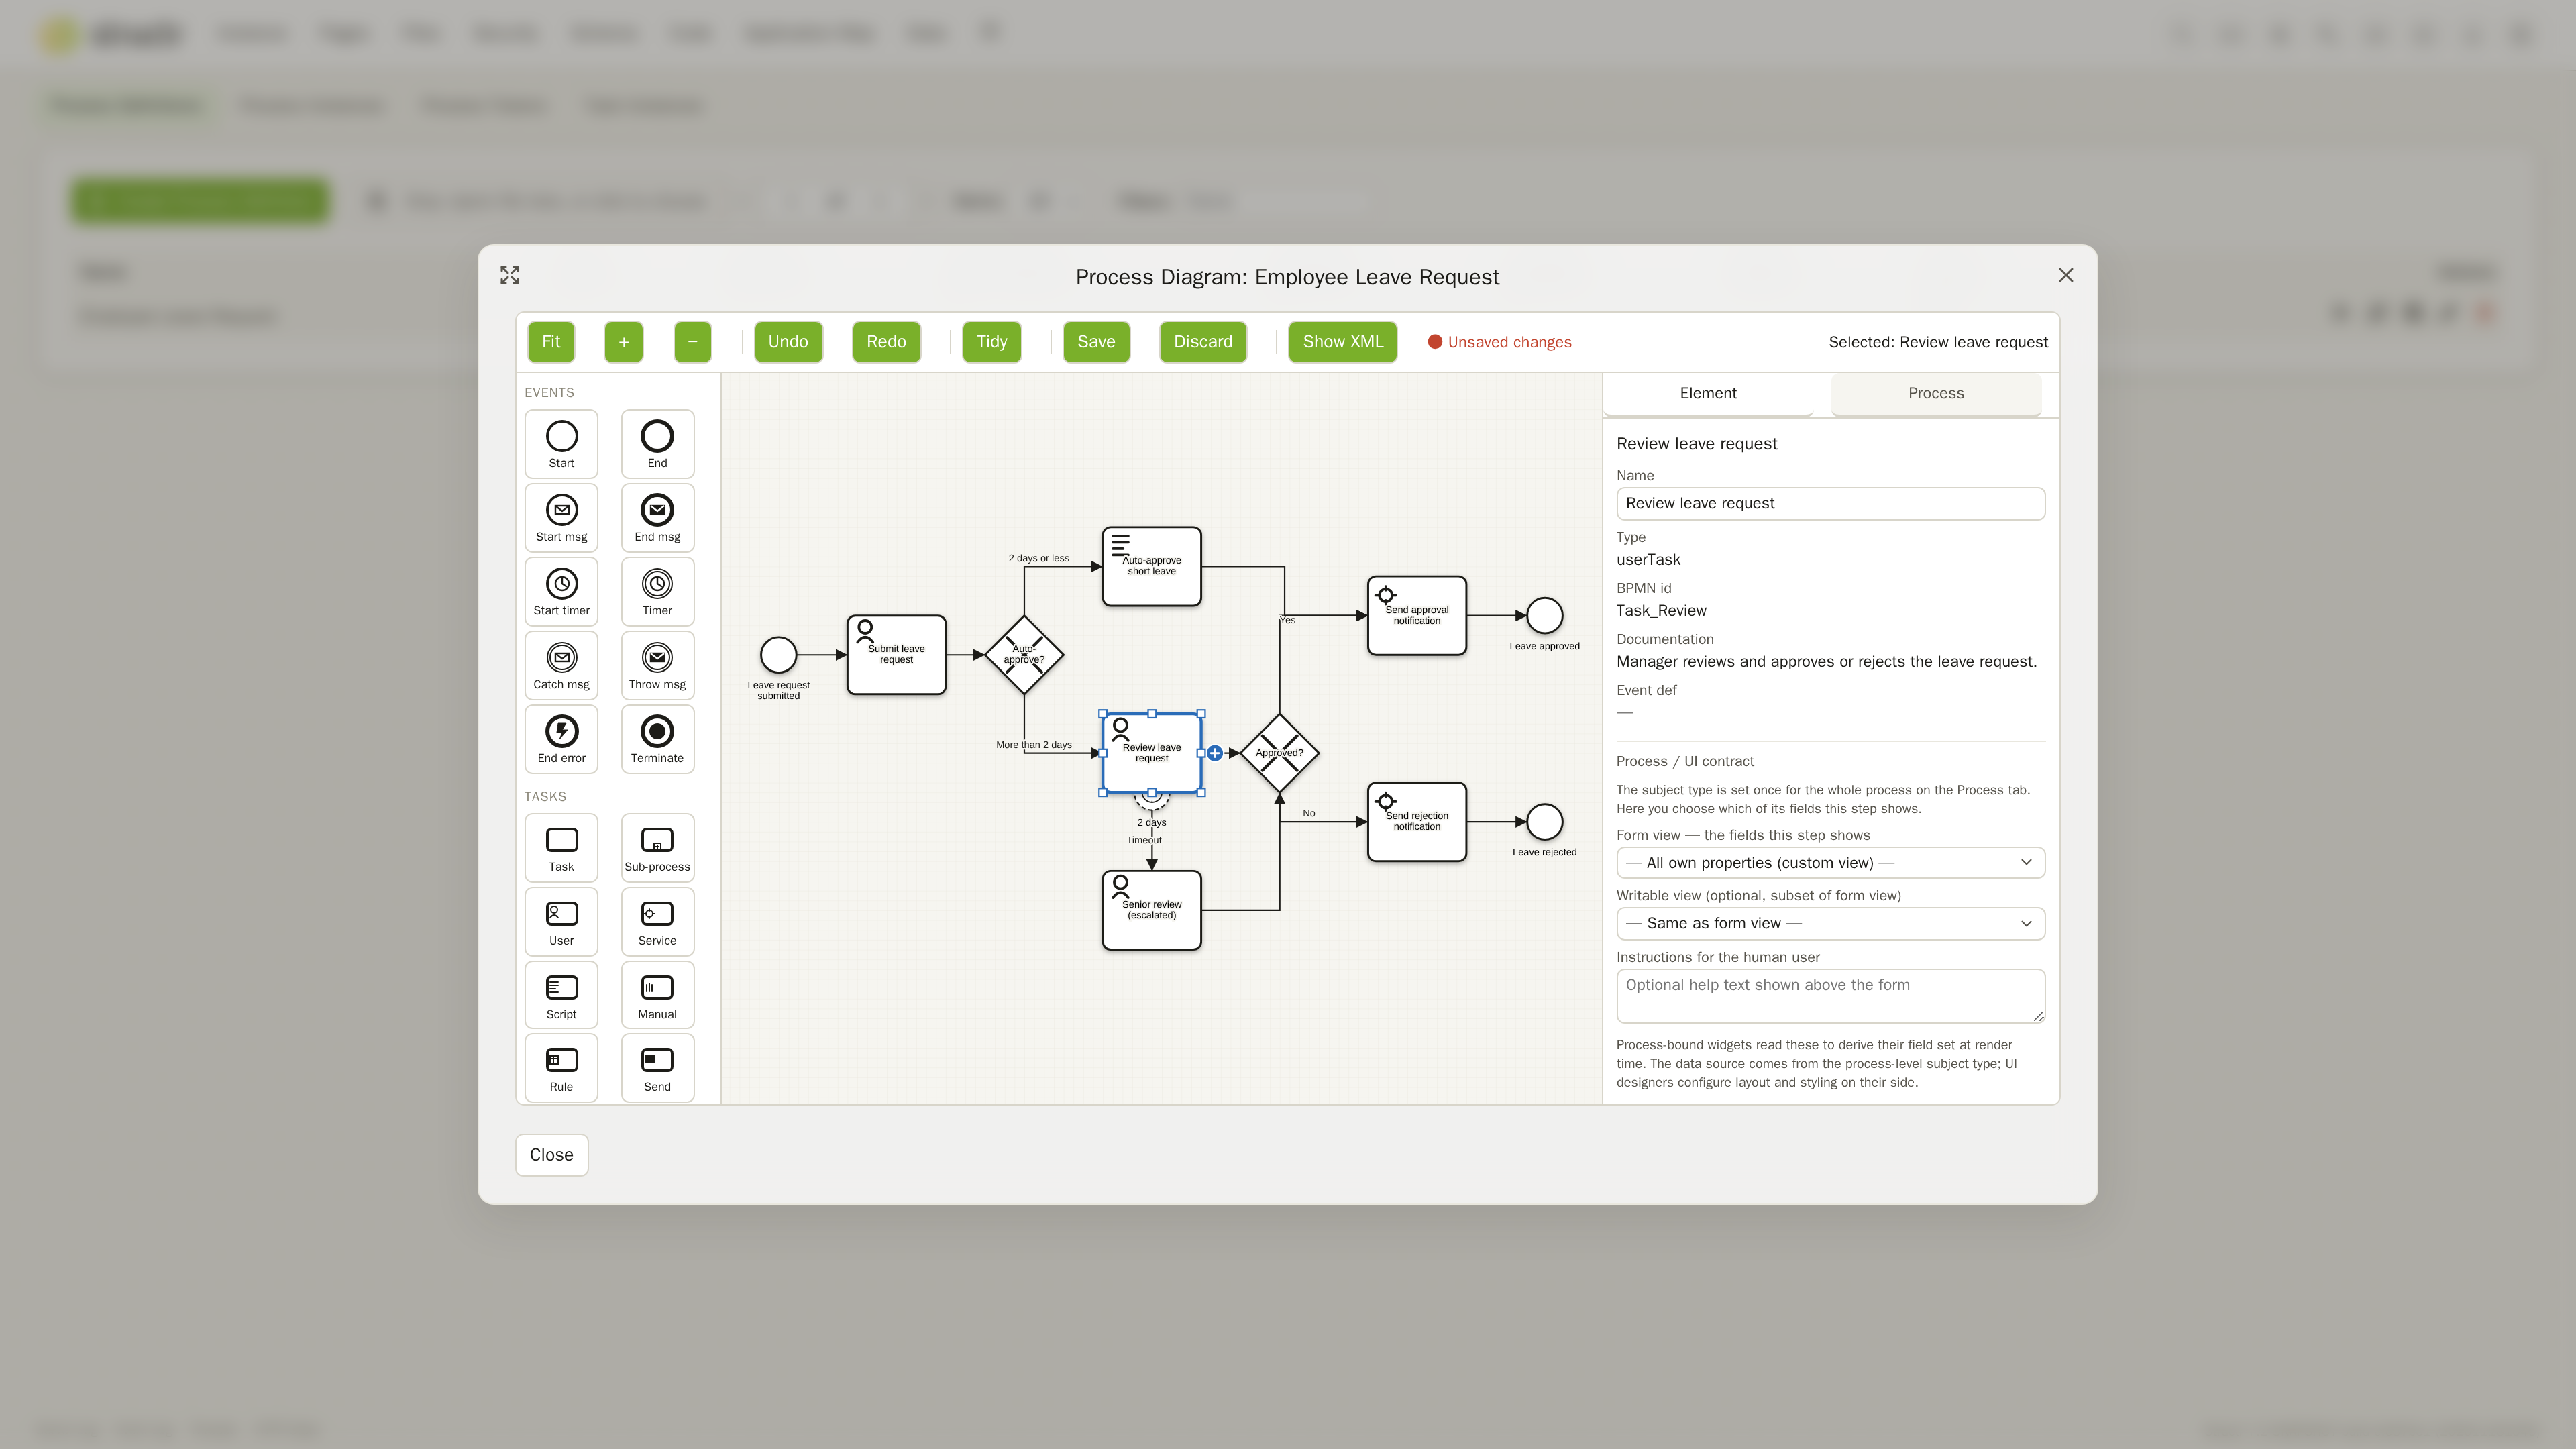 Process Diagram: Employee Leave Request
Fit
+
−
Undo
Redo
Tidy
Save
Discard
Show XML
Unsaved changes
Selected: Review leave request
EVENTS
Start
End
Start msg
End msg
Start timer
Timer
Catch msg
Throw msg
End error
Terminate
TASKS
Task
Sub-process
User
Service
Script
Manual
Rule
Send
Leave request
submitted
Submit leave
request
Auto-
approve?
2 days or less
More than 2 days
Auto-approve
short leave
Review leave
request
2 days
Timeout
Senior review
(escalated)
Approved?
Yes
No
Send approval
notification
Leave approved
Send rejection
notification
Leave rejected
Element
Process
Review leave request
Name
Review leave request
Type
userTask
BPMN id
Task_Review
Documentation
Manager reviews and approves or rejects the leave request.
Event def
—
Process / UI contract
The subject type is set once for the whole process on the Process tab.
Here you choose which of its fields this step shows.
Form view — the fields this step shows
— All own properties (custom view) —
Writable view (optional, subset of form view)
— Same as form view —
Instructions for the human user
Optional help text shown above the form
Process-bound widgets read these to derive their field set at render
time. The data source comes from the process-level subject type; UI
designers configure layout and styling on their side.
Close